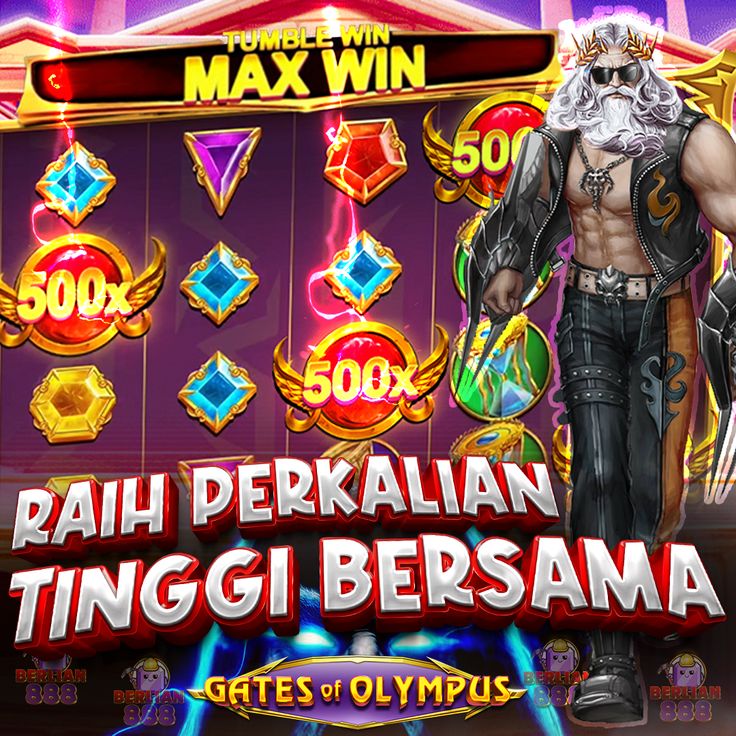 TUMBLE WIN
MAX WIN
500x
500x
500x
RAIH PERKALIAN
TINGGI BERSAMA
GATES of OLYMPUS
BERLIAN
888
BERLIAN
888
BERLIAN
888
BERLIAN
888